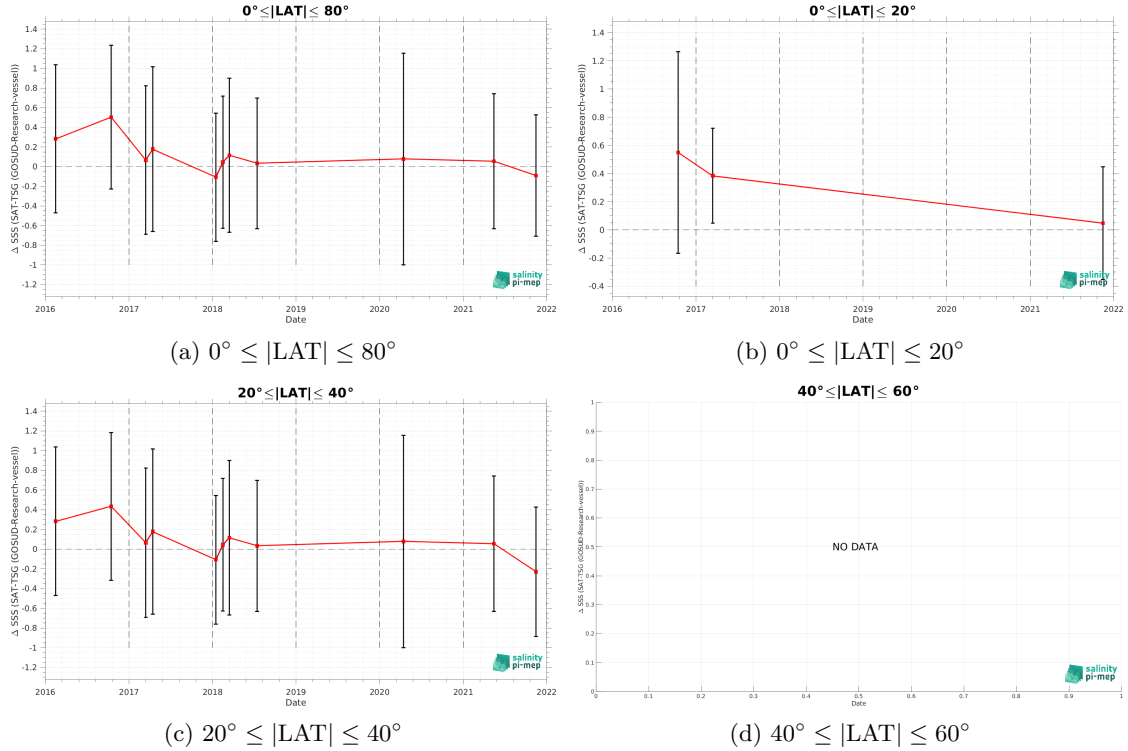 0°≤|LAT|≤ 80°
Δ SSS (SAT-TSG (GOSUD-Research-vessel))
1.4
1.2
1
0.8
0.6
0.4
0.2
0
-0.2
-0.4
-0.6
-0.8
-1
-1.2
2016 2017 2018 2019 2020 2021 2022
Date
salinity
pi-mep
(a) 0° ≤ |LAT| ≤ 80°
0°≤|LAT|≤ 20°
Δ SSS (SAT-TSG (GOSUD-Research-vessel))
1.4
1.2
1
0.8
0.6
0.4
0.2
0
-0.2
-0.4
2016 2017 2018 2019 2020 2021 2022
Date
salinity
pi-mep
(b) 0° ≤ |LAT| ≤ 20°
20°≤|LAT|≤ 40°
Δ SSS (SAT-TSG (GOSUD-Research-vessel))
1.4
1.2
1
0.8
0.6
0.4
0.2
0
-0.2
-0.4
-0.6
-0.8
-1
-1.2
2016 2017 2018 2019 2020 2021 2022
Date
salinity
pi-mep
(c) 20° ≤ |LAT| ≤ 40°
40°≤|LAT|≤ 60°
Δ SSS (SAT-TSG (GOSUD-Research-vessel))
1
0.9
0.8
0.7
0.6
0.5
0.4
0.3
0.2
0.1
0
NO DATA
0 0.1 0.2 0.3 0.4 0.5 0.6 0.7 0.8 0.9 1
Date
salinity
pi-mep
(d) 40° ≤ |LAT| ≤ 60°